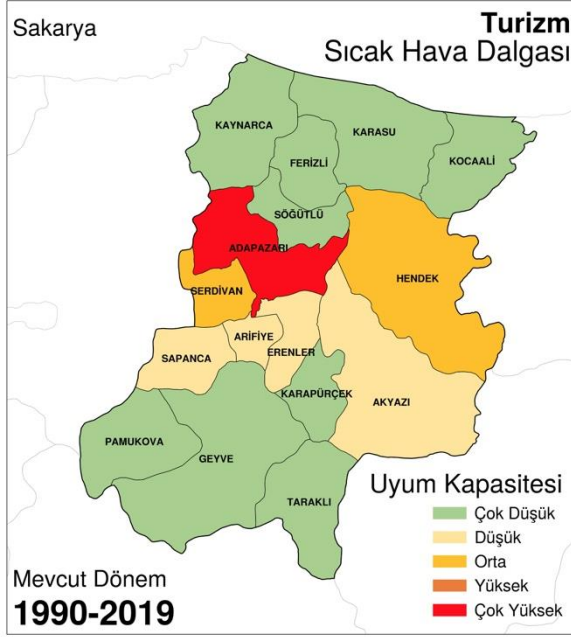 Sakarya
Turizm
Sıcak Hava Dalgası
KAYNARCA
KARASU
FERİZLİ
KOCAALİ
SÖĞÜTLÜ
ADAPAZARI
HENDEK
SERDİVAN
ARİFİYE
ERENLER
SAPANCA
KARAPÜRÇEK
AKYAZI
PAMUKOVA
GEYVE
TARAKLI
Uyum Kapasitesi
Çok Düşük
Düşük
Orta
Yüksek
Çok Yüksek
Mevcut Dönem
1990-2019